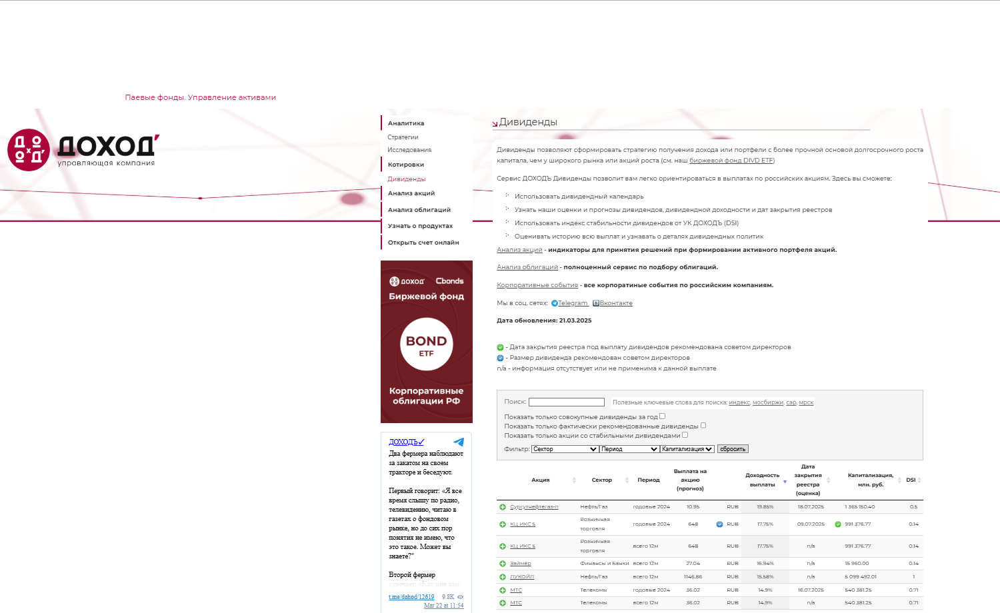 Паевые фонды. Управление активами
ДОХОДЪ
ДОХОДʼ
управляющая компания
Аналитика
Стратегии
Исследования
Котировки
Дивиденды
Анализ акций
Анализ облигаций
Узнать о продуктах
Открыть счет онлайн
ДОХОДʼ Cbonds
Биржевой фонд
BOND
ETF
Корпоративные
облигации РФ
ДОХОДЪ✓
Два фермера наблюдают
за закатом на своем
тракторе и беседуют.
Первый говорит: «Я все
время слышу по радио,
телевидению, читаю в
газетах о фондовом
рынке, но до сих пор
понятия не имею, что
это такое. Может вы
знаете?"
Второй фермер
отвечает: «Как мне вам
t.me/dohod/12619 9.8K
Mar 22 at 11:54
Дивиденды
Дивиденды позволяют сформировать стратегию получения дохода или портфели с более прочной основой долгосрочного роста
капитала, чем у широкого рынка или акций роста (см. наш биржевой фонд DIVD ETF)
Сервис ДОХОДЪ Дивиденды позволит вам легко ориентироваться в выплатах по российских акциям. Здесь вы сможете:
Использовать дивидендный календарь
Узнать наши оценки и прогнозы дивидендов, дивидендной доходности и дат закрытия реестров
Использовать индекс стабильности дивидендов от УК ДОХОДЪ (DSI)
Оценивать историю всю выплат и узнавать о деталях дивидендных политик
Анализ акций - индикаторы для принятия решений при формировании активного портфеля акций.
Анализ облигаций - полноценный сервис по подбору облигаций.
Корпоративные события - все корпоратиные события по российским компаниям.
Мы в соц. сетях: Telegram Вконтакте
Дата обновления: 21.03.2025
- Дата закрытия реестра под выплату дивидендов рекомендована советом директоров
- Размер дивиденда рекомендован советом директоров
n/a - информация отсутствует или не применима к данной выплате
Поиск: Полезные ключевые слова для поиска: индекс, мосбиржи, сар, мрск
Показать только совокупные дивиденды за год
Показать только фактически рекомендованные дивиденды
Показать только акции со стабильными дивидендами
Фильтр: Сектор Период Капитализация сбросить
Акция Сектор Период Выплата на акцию (прогноз) Доходность выплаты Дата закрытия реестра (оценка) Капитализация, млн. руб. DSI
Сургутнефтегаз-п Нефть/Газ годовые 2024 10.95 RUB 19.85% 18.07.2025 1 365 150.40 0.5
КЦ ИКС 5 Розничная торговля годовые 2024 648 RUB 17.75% 09.07.2025 991 376.77 0.14
КЦ ИКС 5 Розничная торговля всего 12м 648 RUB 17.75% n/a 991 376.77 0.14
Займер Финансы и Банки всего 12м 27.04 RUB 16.94% n/a 15 960.00 0.14
ЛУКОЙЛ Нефть/Газ всего 12м 1146.86 RUB 15.58% n/a 5 099 492.01 1
МТС Телекомы годовые 2024 36.02 RUB 14.9% 16.07.2025 540 381.25 0.71
МТС Телекомы всего 12м 36.02 RUB 14.9% n/a 540 381.25 0.71